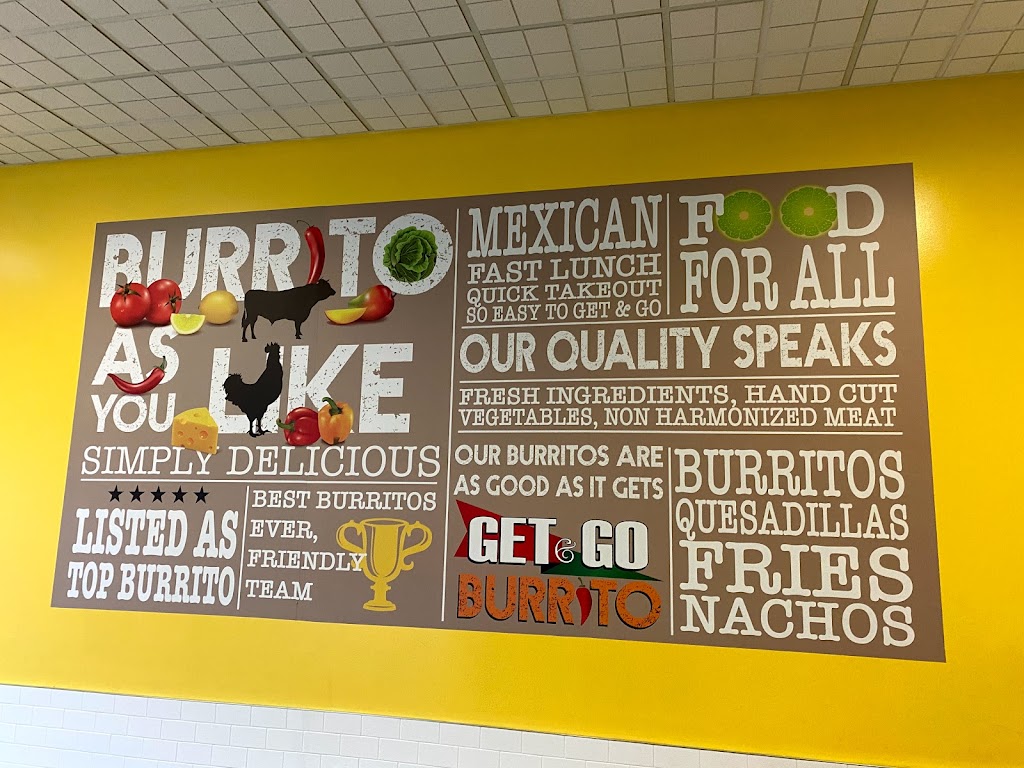 BURRITO
AS
YOU LIKE
SIMPLY DELICIOUS
LISTED AS
TOP BURRITO
BEST BURRITOS
EVER,
FRIENDLY
TEAM
MEXICAN
FAST LUNCH
QUICK TAKEOUT
SO EASY TO GET & GO
FOOD
FOR ALL
OUR QUALITY SPEAKS
FRESH INGREDIENTS, HAND CUT
VEGETABLES, NON HARMONIZED MEAT
OUR BURRITOS ARE
AS GOOD AS IT GETS
GET & GO
BURRITO
BURRITOS
QUESADILLAS
FRIES
NACHOS